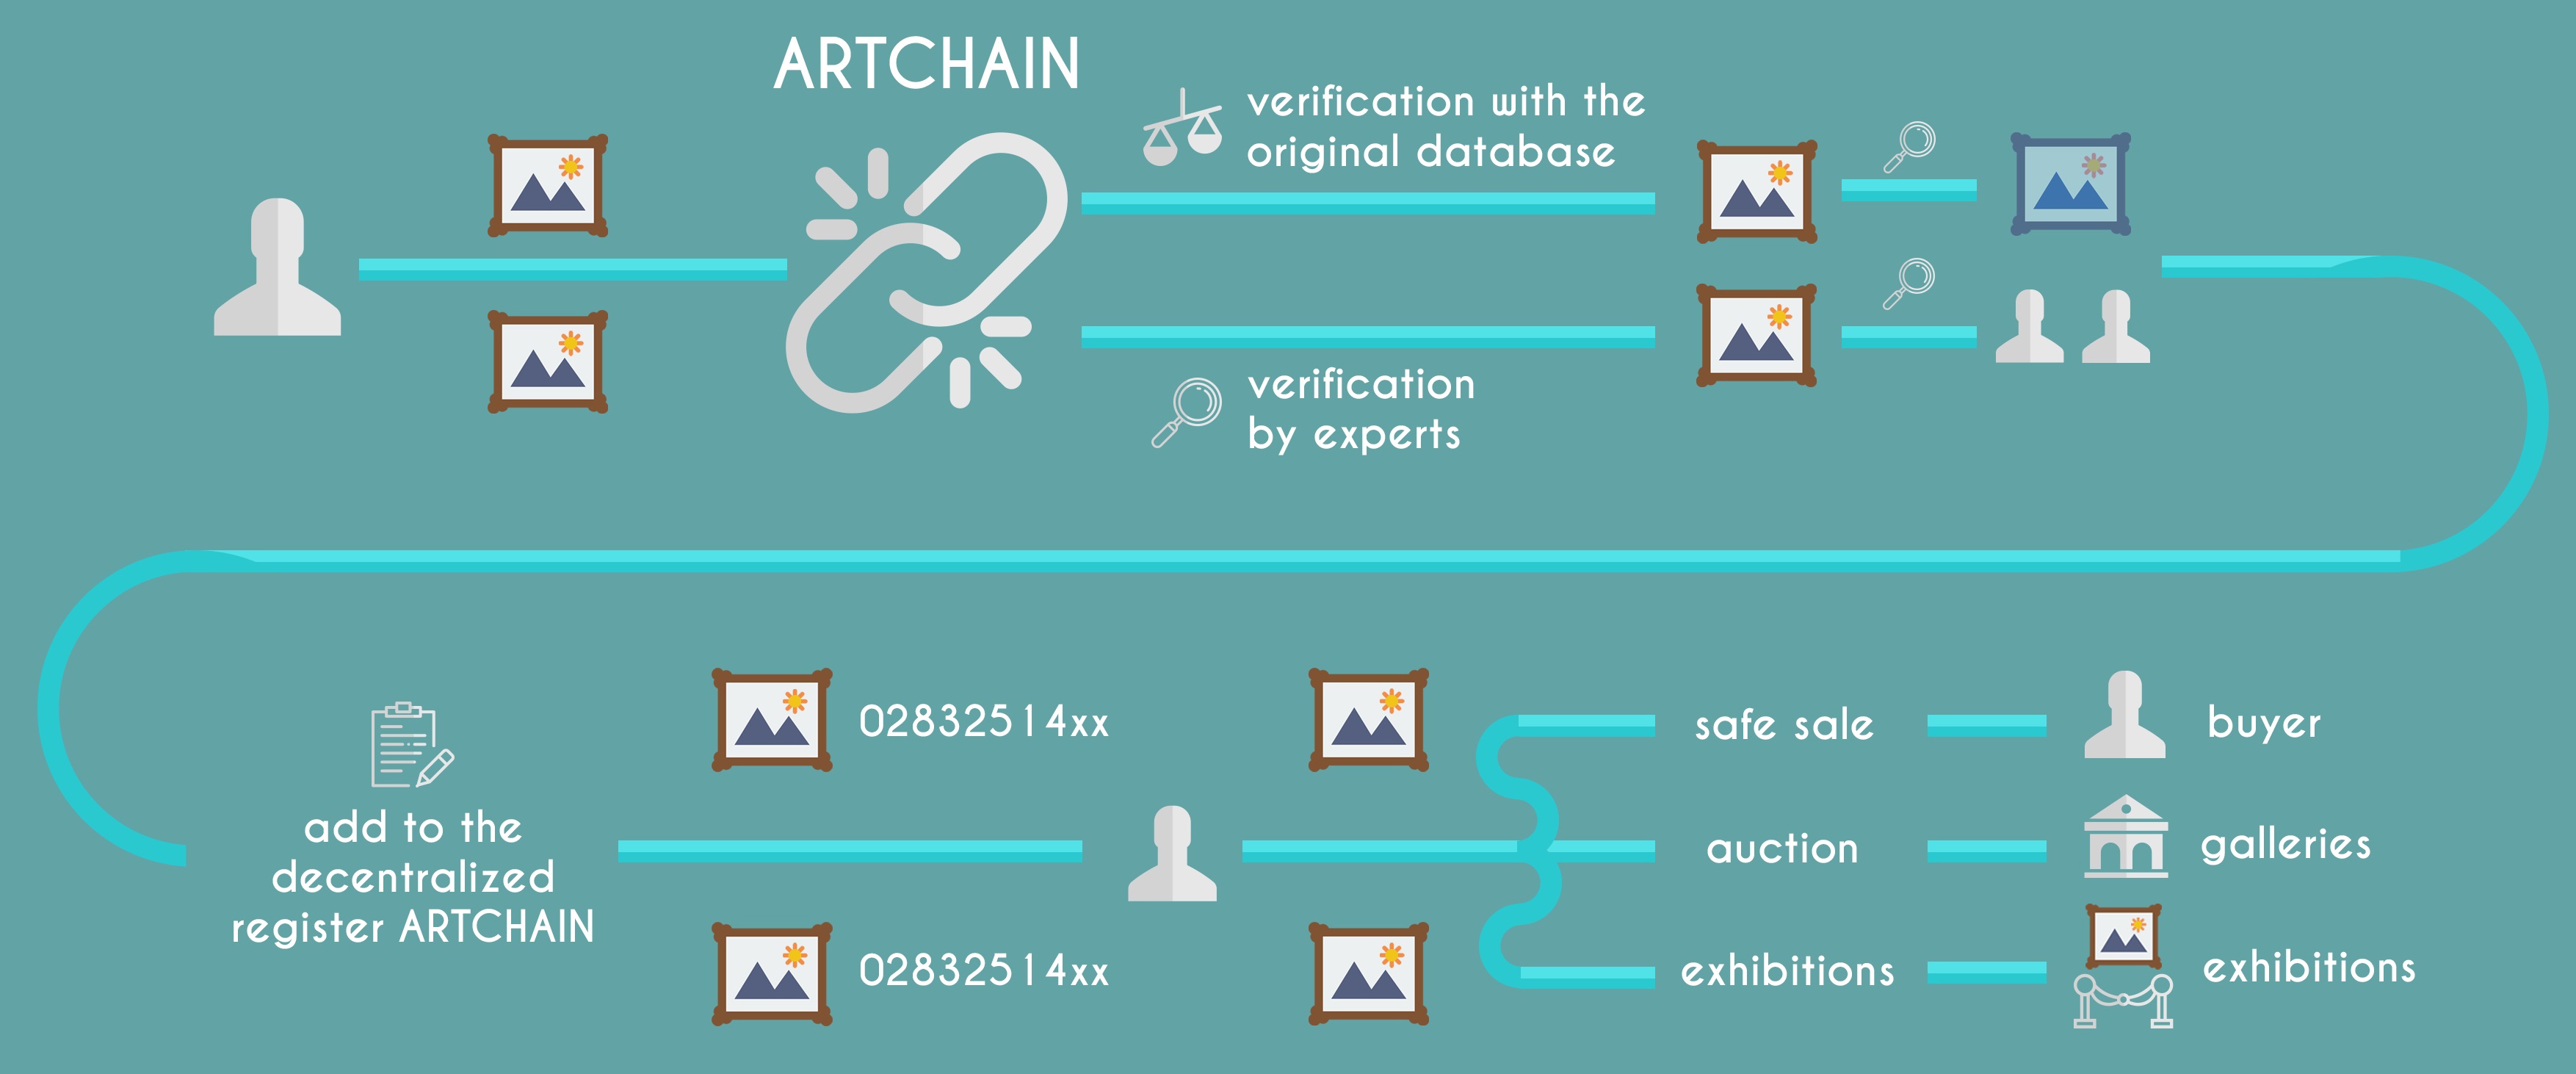 ARTCHAIN
verification with the
original database
verification
by experts
add to the
decentralized
register ARTCHAIN
02832514xx
02832514xx
safe sale
buyer
auction
galleries
exhibitions
exhibitions